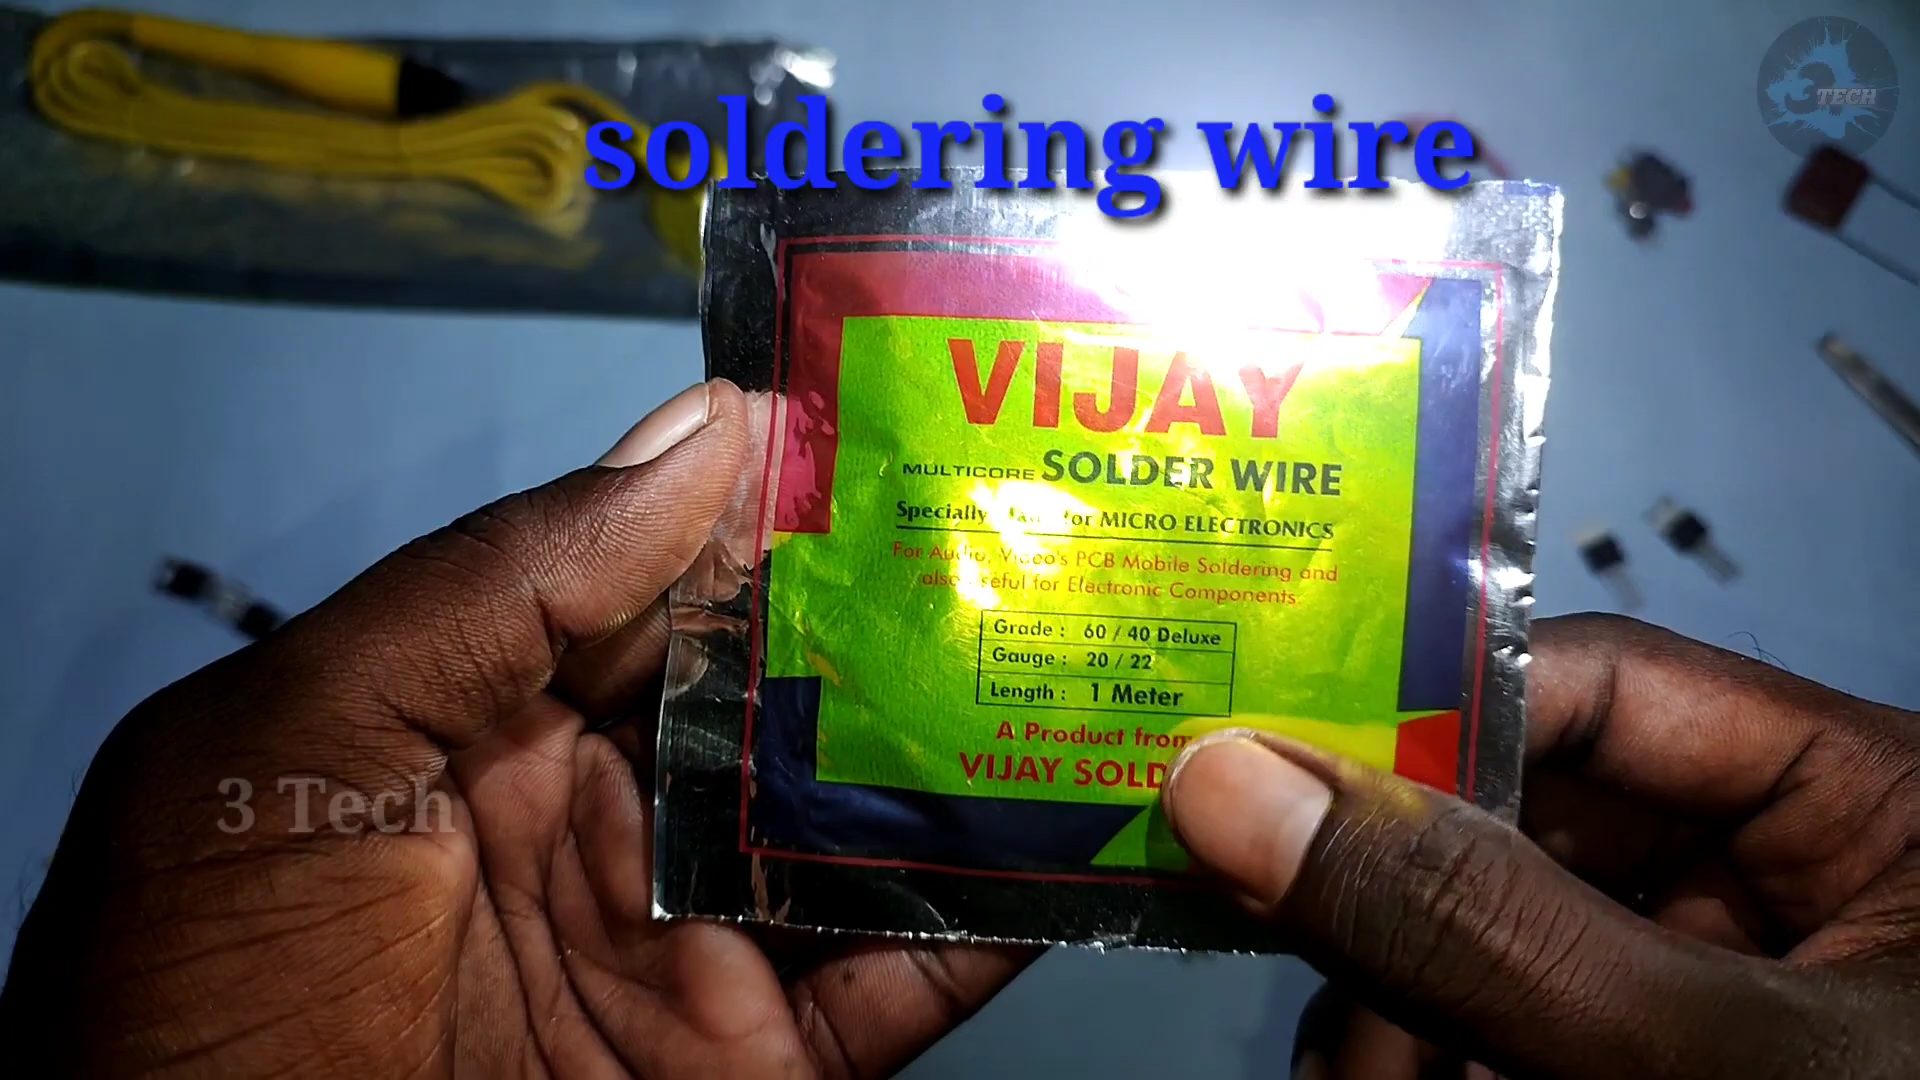 TECH
soldering wire
VIJAY
MULTICORE SOLDER WIRE
Specially for MICRO ELECTRONICS
For Audio, Video's PCB Mobile Soldering and
also useful for Electronic Components.
Grade : 60 / 40 Deluxe
Gauge : 20 / 22
Length : 1 Meter
A Product from
VIJAY SOLD
3 Tech